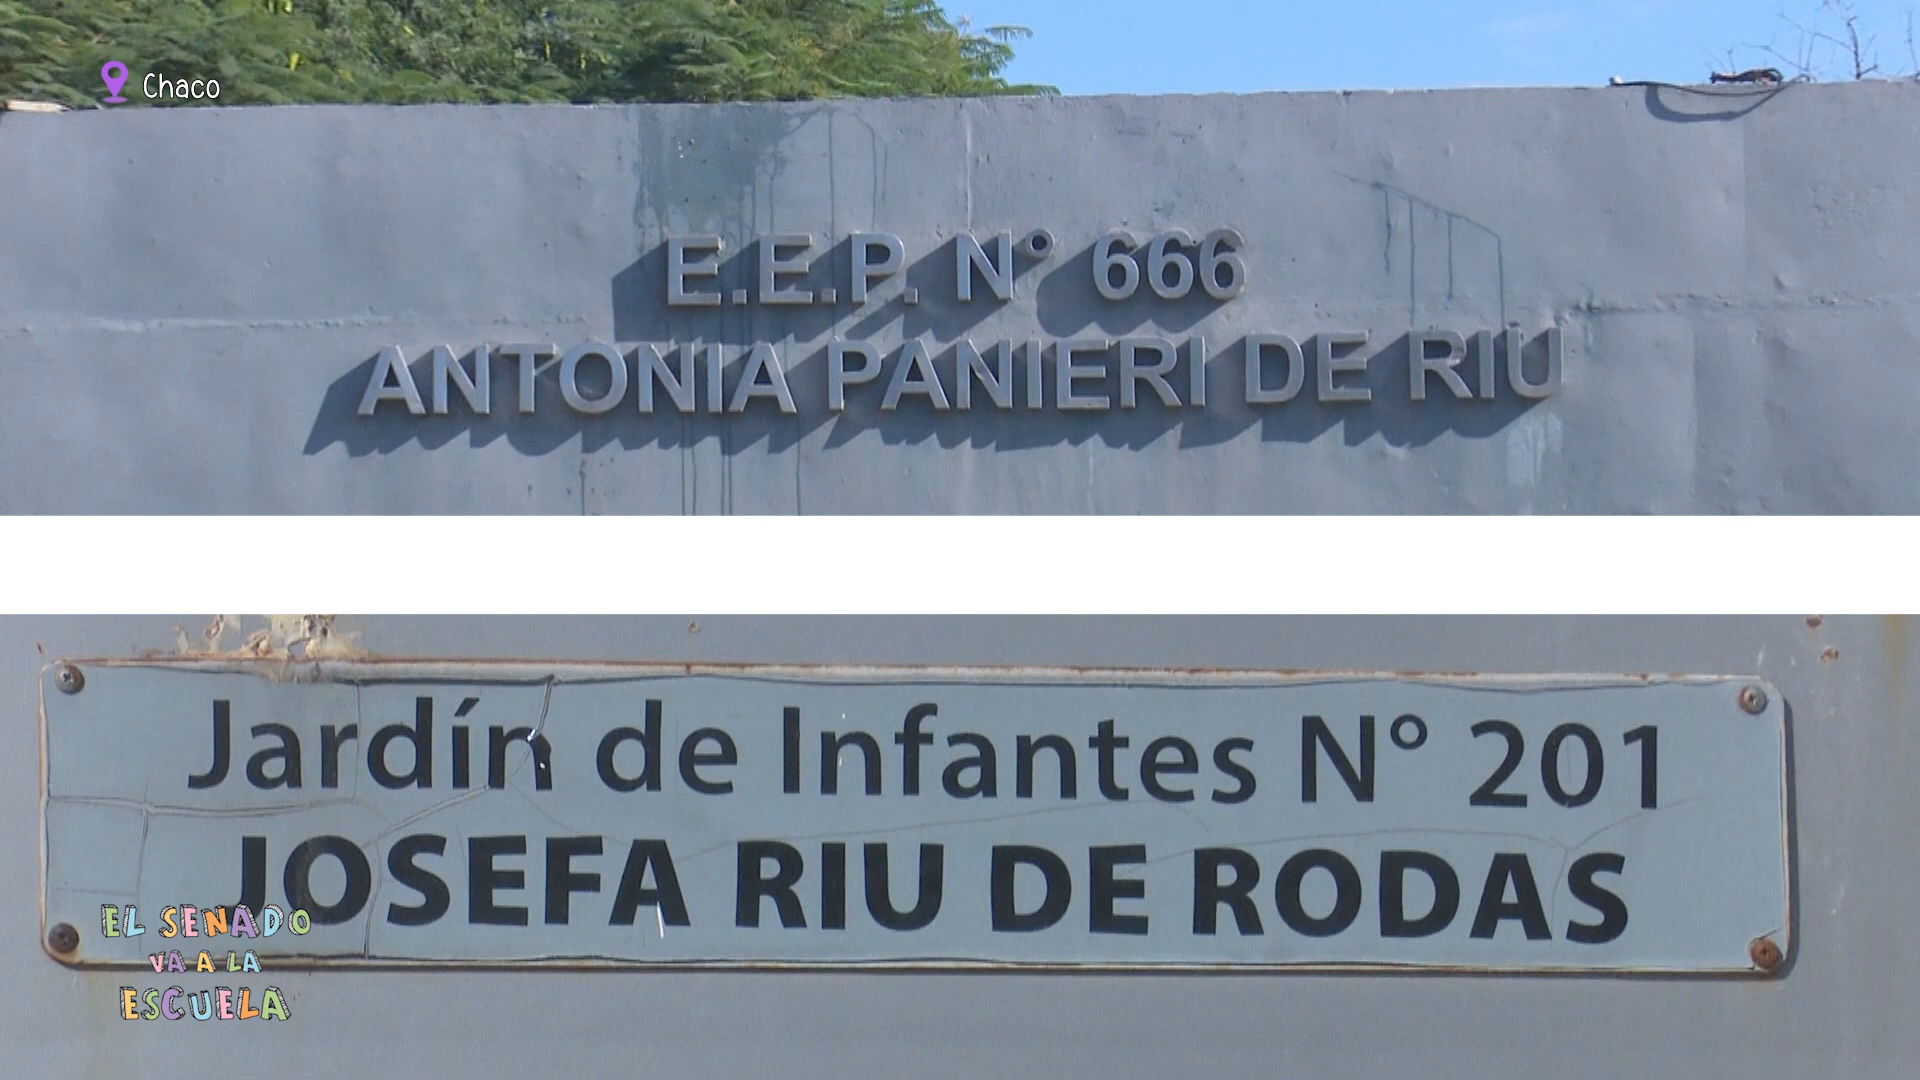 Chaco
E.E.P. N° 666
ANTONIA PANIERI DE RIU
Jardín de Infantes N° 201
JOSEFA RIU DE RODAS
EL SENADO
VA A LA
ESCUELA